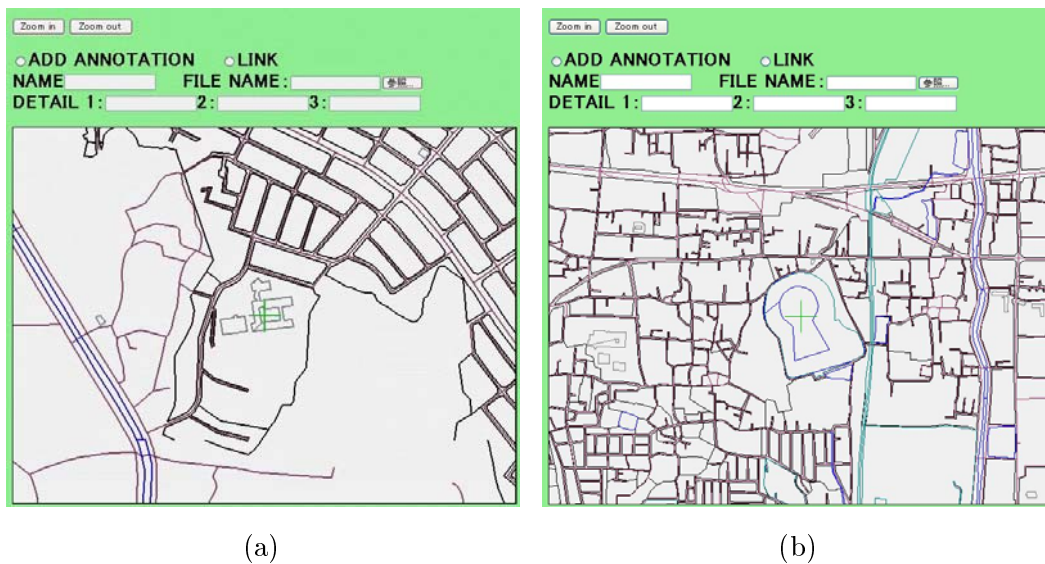 Zoom in Zoom out
ADD ANNOTATION LINK
NAME FILE NAME: 参照...
DETAIL 1: 2: 3:
Zoom in Zoom out
ADD ANNOTATION LINK
NAME FILE NAME: 参照...
DETAIL 1: 2: 3:
(a)
(b)